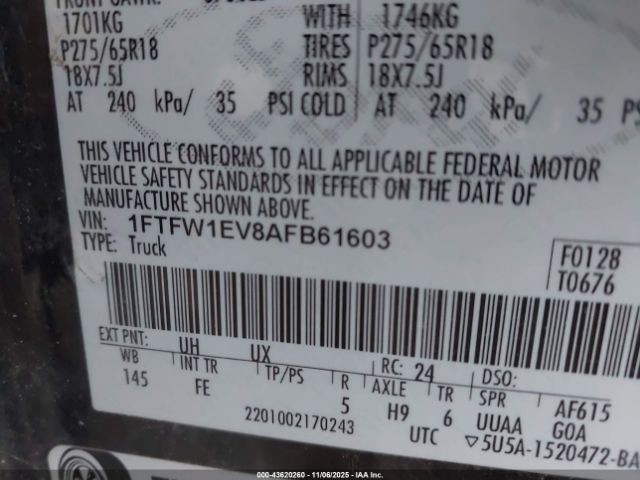 1701KG WITH 1746KG
P275/65R18 TIRES P275/65R18
18X7.5J RIMS 18X7.5J
AT 240 kPa/ 35 PSI COLD AT 240 kPa/ 35 PS
THIS VEHICLE CONFORMS TO ALL APPLICABLE FEDERAL MOTOR
VEHICLE SAFETY STANDARDS IN EFFECT ON THE DATE OF
MANUFACTURE SHOWN ABOVE.
VIN: 1FTFW1EV8AFB61603
TYPE: Truck
F0128
T0676
EXT PNT: UH UX RC: 24 DSO:
WB INT TR TP/PS R AXLE TR SPR AF615
145 FE 5 H9 6 UUAA G0A
2201002170243 UTC ▽5U5A-1520472-BA
000-43620260 11/06/2025 IAA Inc.